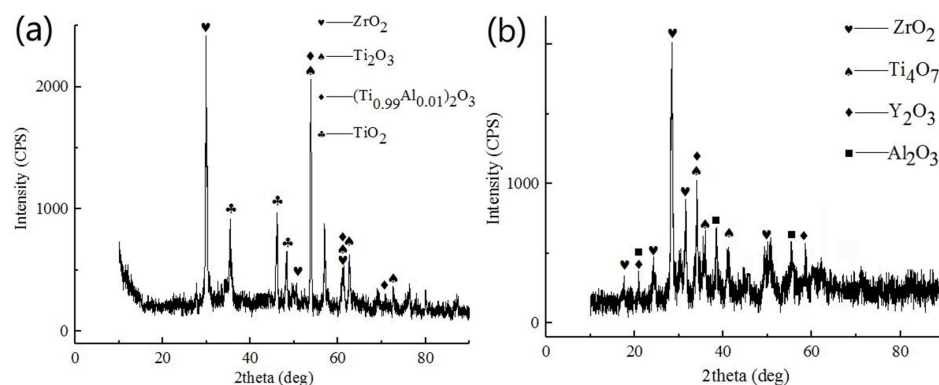 (a)
♥—ZrO₂
♠—Ti₂O₃
♦—(Ti₀.₉₉Al₀.₀₁)₂O₃
♣—TiO₂
Intensity (CPS)
2000
1000
0
0 20 40 60 80
2theta (deg)
(b)
♥—ZrO₂
♠—Ti₄O₇
♦—Y₂O₃
■—Al₂O₃
Intensity (CPS)
1000
0
0 20 40 60 80
2theta (deg)